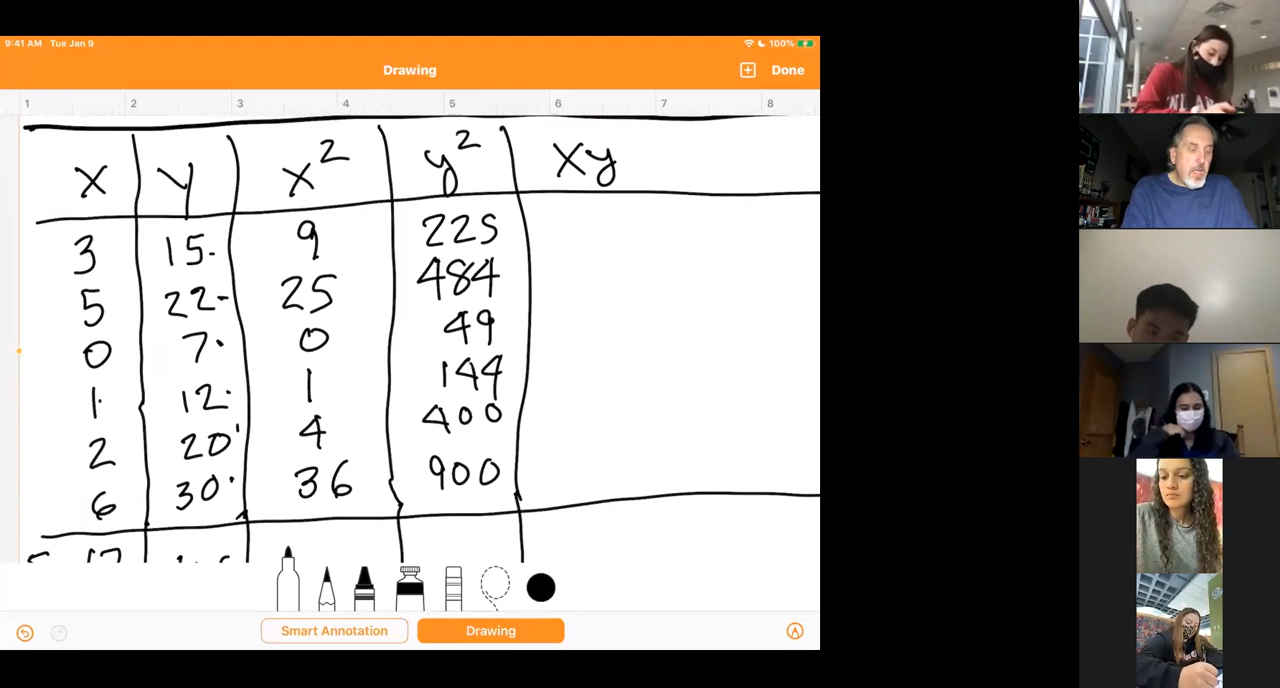 9:41 AM Tue Jan 9
100%
Drawing
Done
1 2 3 4 5 6 7 8
x y x² y² xy
3 15 9 225
5 22 25 484
0 7 0 49
1 12 1 144
2 20 4 400
6 30 36 900
17
Smart Annotation
Drawing